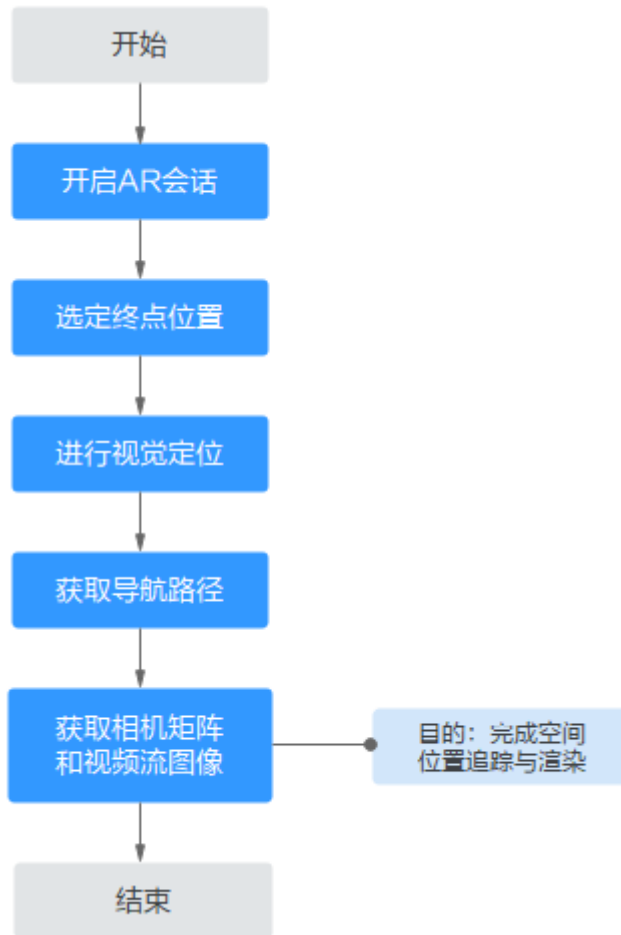 开始
开启AR会话
选定终点位置
进行视觉定位
获取导航路径
获取相机矩阵
和视频流图像
目的：完成空间
位置追踪与渲染
结束